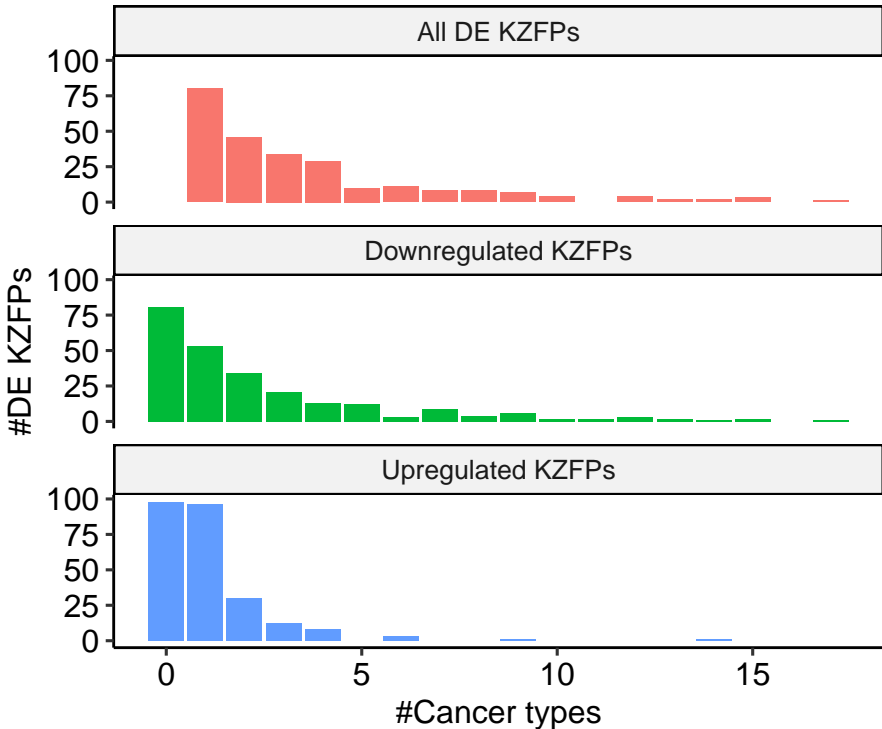 All DE KZFPs
100
75
50
25
0
Downregulated KZFPs
100
75
50
25
0
Upregulated KZFPs
100
75
50
25
0
0 5 10 15
#Cancer types
#DE KZFPs